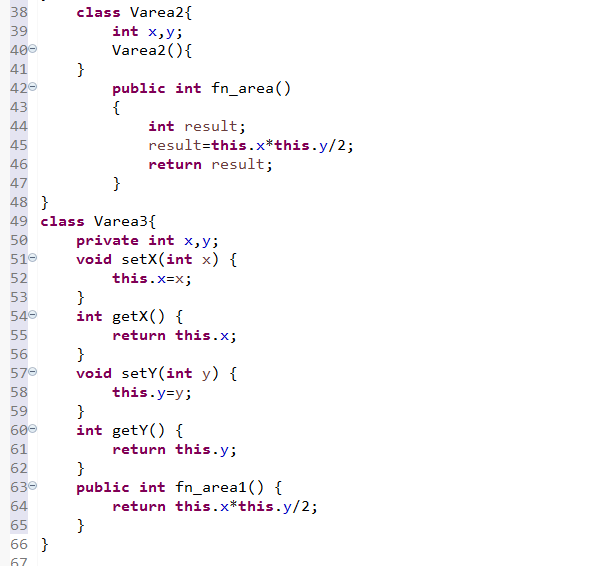 38 class Varea2{
39 int x,y;
40 Varea2(){
41 }
42 public int fn_area()
43 {
44 int result;
45 result=this.x*this.y/2;
46 return result;
47 }
48 }
49 class Varea3{
50 private int x,y;
51 void setX(int x) {
52 this.x=x;
53 }
54 int getX() {
55 return this.x;
56 }
57 void setY(int y) {
58 this.y=y;
59 }
60 int getY() {
61 return this.y;
62 }
63 public int fn_area1() {
64 return this.x*this.y/2;
65 }
66 }
67